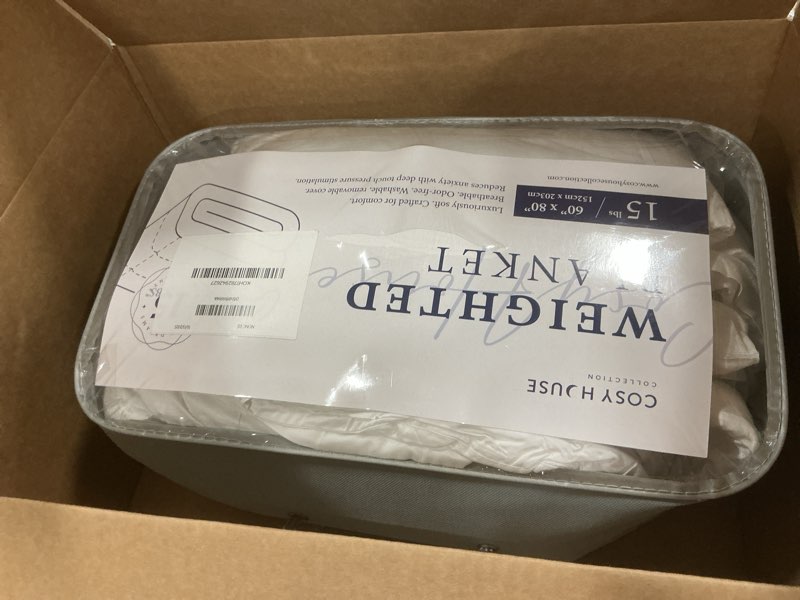 COSY HOUSE
COLLECTION
WEIGHTED
BLANKET
15 lbs / 60" x 80"
152cm x 203cm
Luxuriously soft. Crafted for comfort.
Breathable. Odor-free. Washable, removable cover.
Reduces anxiety with deep touch pressure stimulation.
www.cosyhousecollection.com